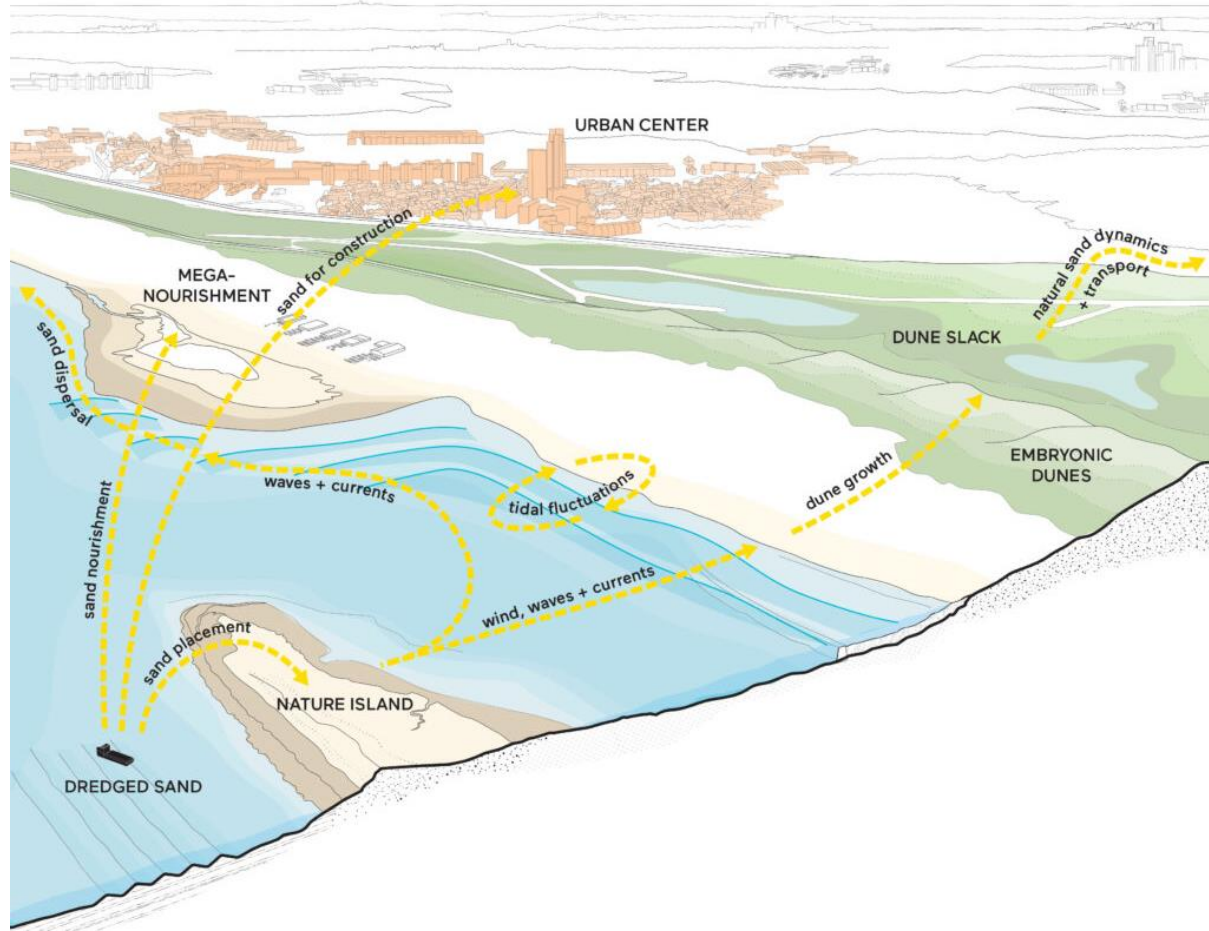 URBAN CENTER
MEGA-
NOURISHMENT
sand for construction
natural sand dynamics
+ transport
sand dispersal
DUNE SLACK
waves + currents
tidal fluctuations
dune growth
EMBRYONIC
DUNES
sand nourishment
wind, waves + currents
sand placement
NATURE ISLAND
DREDGED SAND